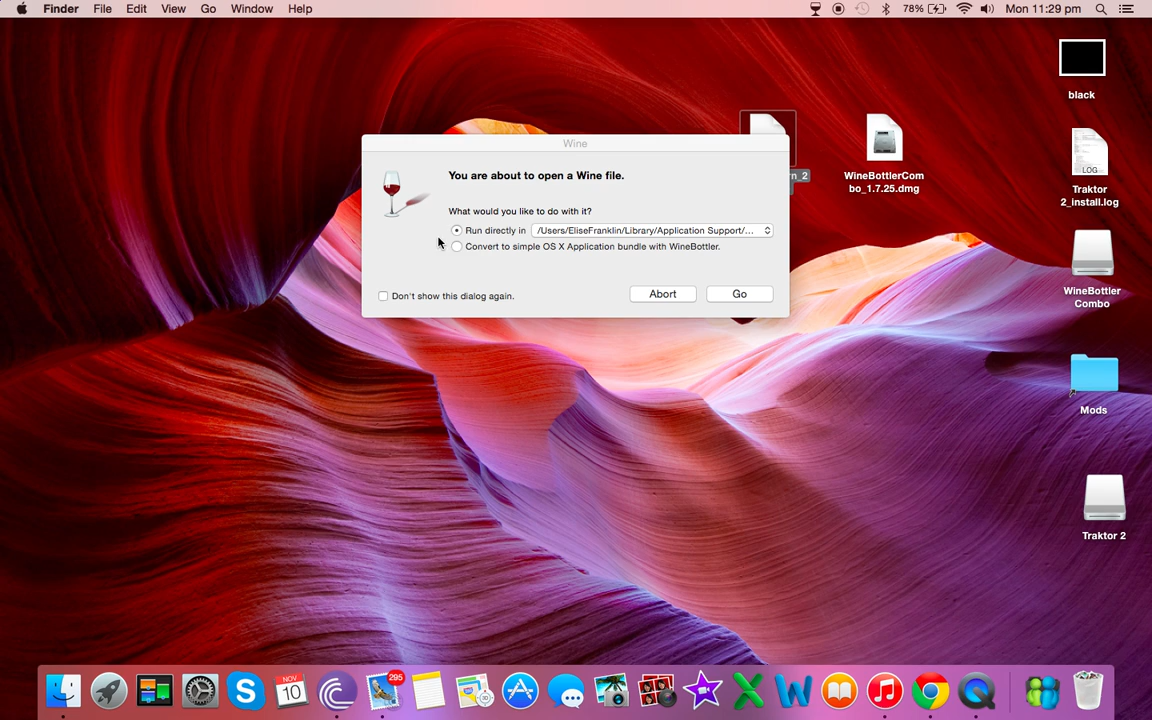 Finder File Edit View Go Window Help 78% Mon 11:29 pm
black
Wine
You are about to open a Wine file.
What would you like to do with it?
Run directly in /Users/EliseFranklin/Library/Application Support/...
Convert to simple OS X Application bundle with WineBottler.
Don't show this dialog again.
Abort Go
n_2
WineBottlerCom
bo_1.7.25.dmg
LOG
Traktor
2_install.log
WineBottler
Combo
Mods
Traktor 2
295
NOV
10
3D